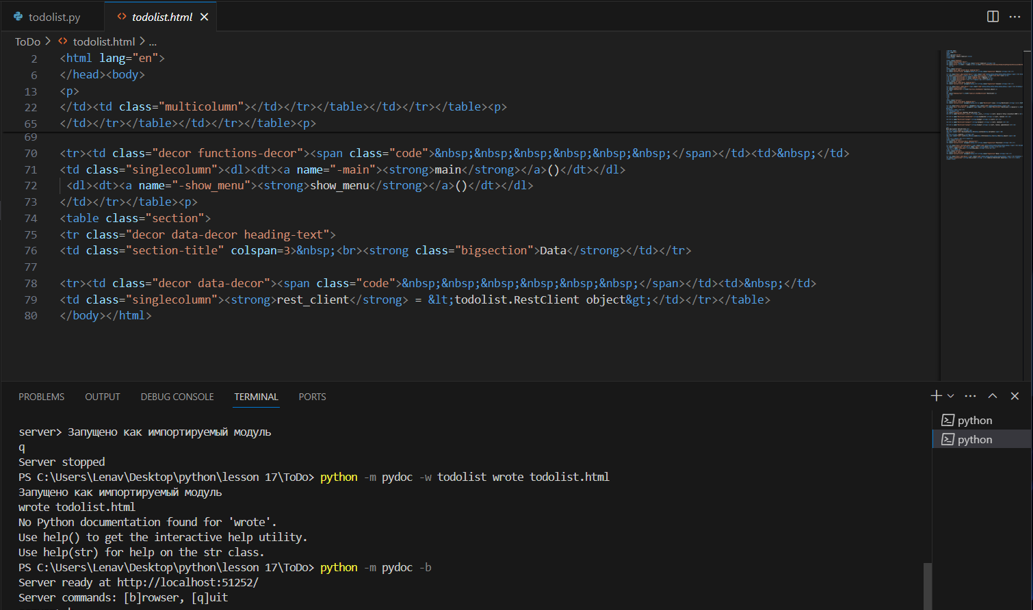 todolist.py
todolist.html
ToDo > todolist.html > ...
2 <html lang="en">
6 </head><body>
13 <p>
22 </td><td class="multicolumn"></td></tr></table></td></tr></table><p>
65 </td></tr></table></td></tr></table><p>
69
70 <tr><td class="decor functions-decor"><span class="code">&nbsp;&nbsp;&nbsp;&nbsp;&nbsp;&nbsp;</span></td><td>&nbsp;</td>
71 <td class="singlecolumn"><dl><dt><a name="-main"><strong>main</strong></a>()</dt></dl>
72 <dl><dt><a name="-show_menu"><strong>show_menu</strong></a>()</dt></dl>
73 </td></tr></table><p>
74 <table class="section">
75 <tr class="decor data-decor heading-text">
76 <td class="section-title" colspan=3>&nbsp;<br><strong class="bigsection">Data</strong></td></tr>
77
78 <tr><td class="decor data-decor"><span class="code">&nbsp;&nbsp;&nbsp;&nbsp;&nbsp;&nbsp;</span></td><td>&nbsp;</td>
79 <td class="singlecolumn"><strong>rest_client</strong> = &lt;todolist.RestClient object&gt;</td></tr></table>
80 </body></html>
PROBLEMS OUTPUT DEBUG CONSOLE TERMINAL PORTS
python
python
server> Запущено как импортируемый модуль
q
Server stopped
PS C:\Users\Lenav\Desktop\python\lesson 17\ToDo> python -m pydoc -w todolist wrote todolist.html
Запущено как импортируемый модуль
wrote todolist.html
No Python documentation found for 'wrote'.
Use help() to get the interactive help utility.
Use help(str) for help on the str class.
PS C:\Users\Lenav\Desktop\python\lesson 17\ToDo> python -m pydoc -b
Server ready at http://localhost:51252/
Server commands: [b]rowser, [q]uit